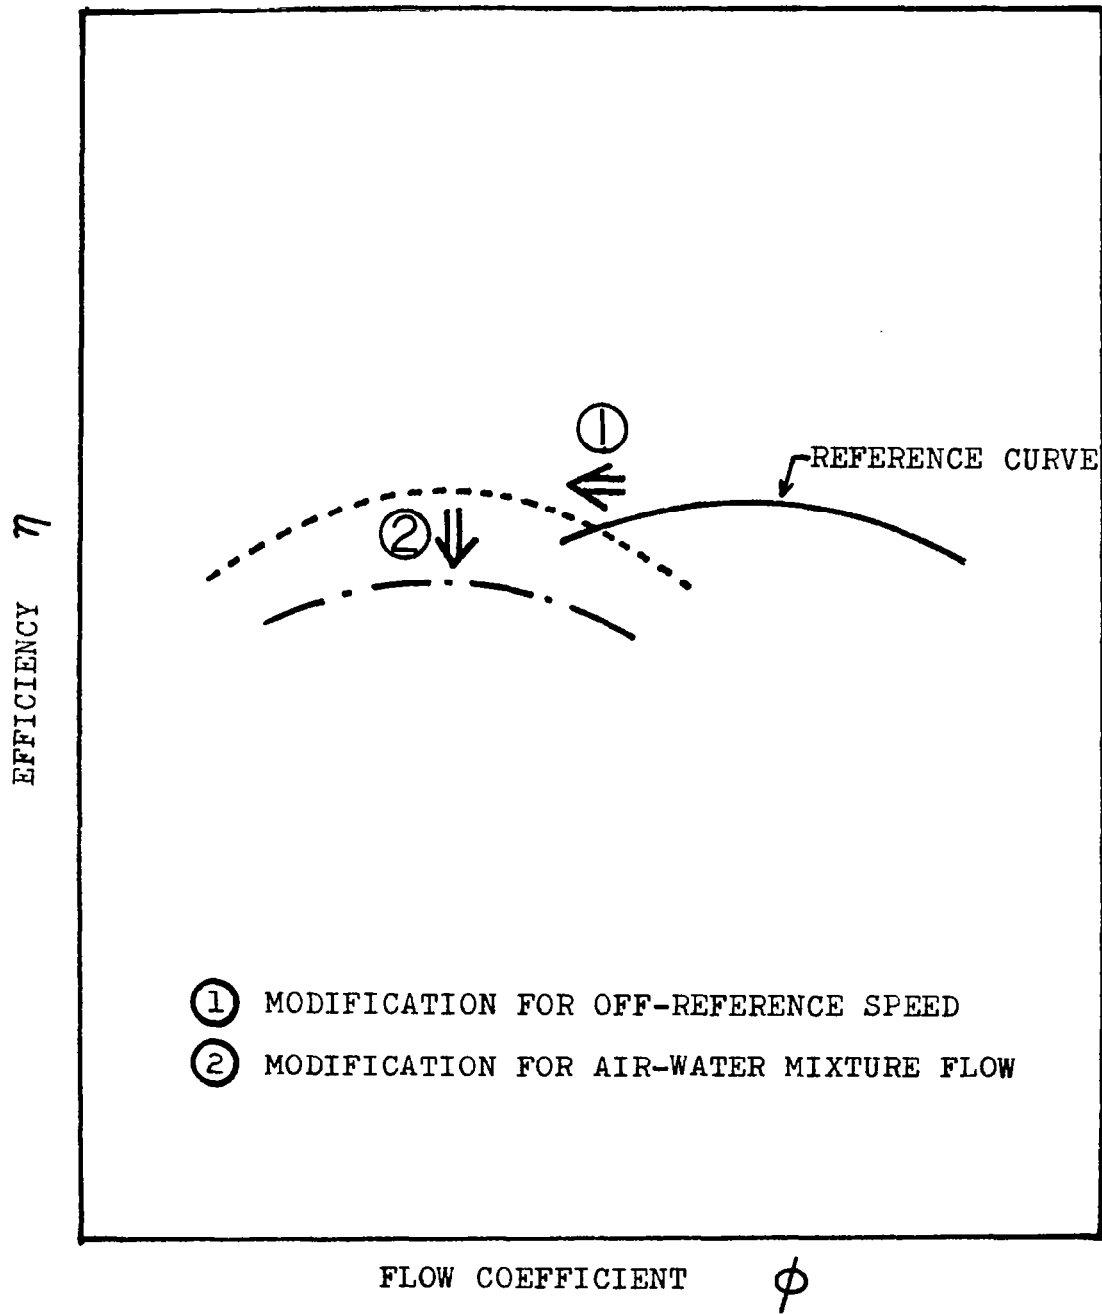 ①
REFERENCE CURVE
②
EFFICIENCY η
① MODIFICATION FOR OFF-REFERENCE SPEED
② MODIFICATION FOR AIR-WATER MIXTURE FLOW
FLOW COEFFICIENT ϕ